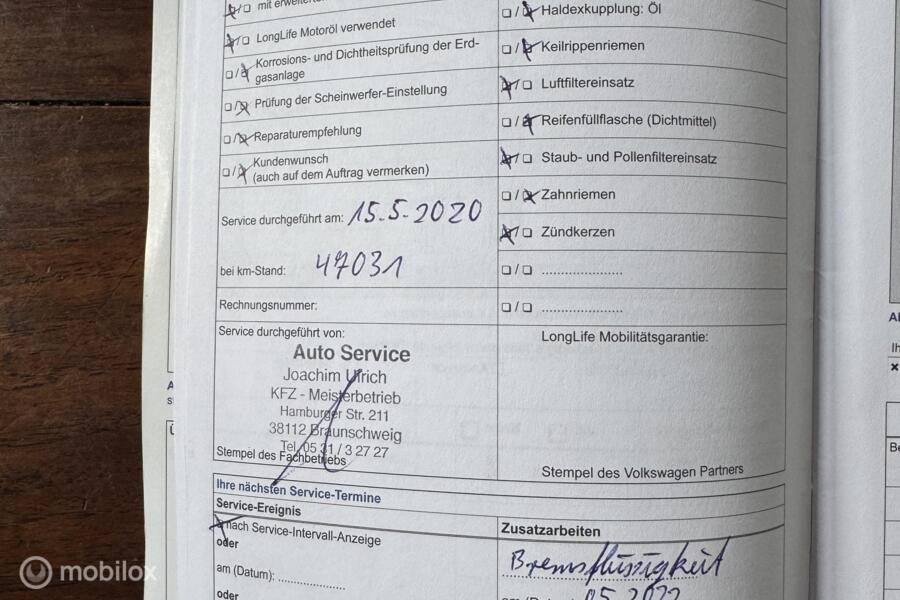 mit erweiterten
LongLife Motoröl verwendet
Korrosions- und Dichtheitsprüfung der Erd-
gasanlage
Prüfung der Scheinwerfer-Einstellung
Reparaturempfehlung
Kundenwunsch
(auch auf dem Auftrag vermerken)
Service durchgeführt am: 15-5-2020
bei km-Stand: 47031
Rechnungsnummer:
Service durchgeführt von:
Auto Service
Joachim Ulrich
KFZ - Meisterbetrieb
Hamburger Str. 211
38112 Braunschweig
Tel. 05 31 / 3 27 27
Stempel des Fachbetriebs
Haldexkupplung: Öl
Keilrippenriemen
Luftfiltereinsatz
Reifenfüllflasche (Dichtmittel)
Staub- und Pollenfiltereinsatz
Zahnriemen
Zündkerzen
LongLife Mobilitätsgarantie:
Stempel des Volkswagen Partners
Ihre nächsten Service-Termine
Service-Ereignis
nach Service-Intervall-Anzeige
oder
am (Datum):
oder
Zusatzarbeiten
Bremsflüssigkeit
05.2022
mobilox